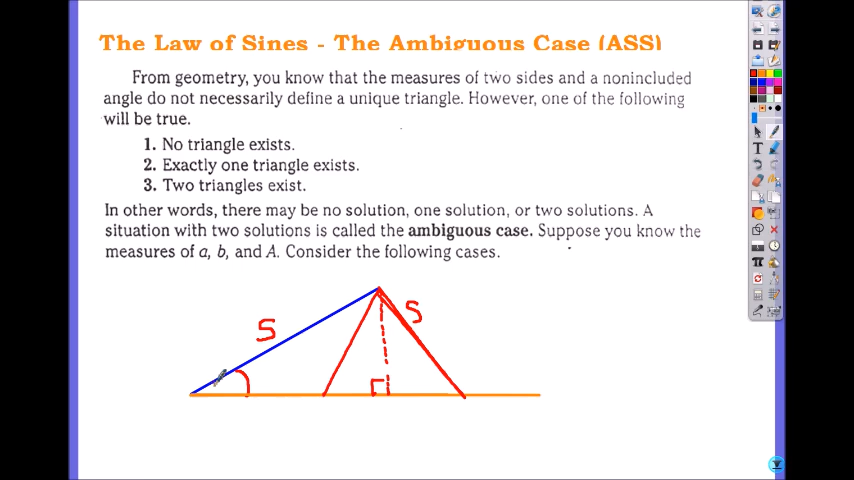 The Law of Sines - The Ambiguous Case (ASS)
From geometry, you know that the measures of two sides and a nonincluded
angle do not necessarily define a unique triangle. However, one of the following
will be true.
1. No triangle exists.
2. Exactly one triangle exists.
3. Two triangles exist.
In other words, there may be no solution, one solution, or two solutions. A
situation with two solutions is called the ambiguous case. Suppose you know the
measures of a, b, and A. Consider the following cases.
S
S